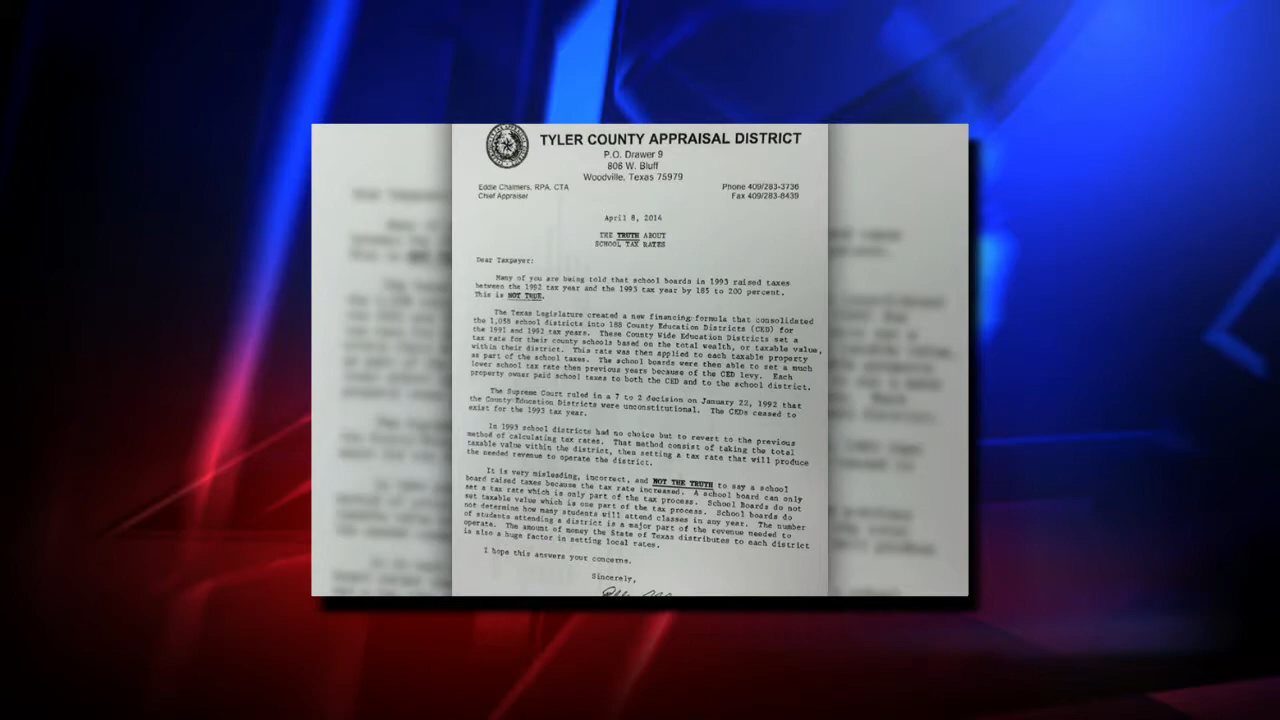 TYLER COUNTY APPRAISAL DISTRICT
P.O. Drawer 9
806 W. Bluff
Woodville, Texas 75979
Eddie Chalmers, RPA, CTA
Chief Appraiser
Phone 409/283-3736
Fax 409/283-8439
April 8, 2014
THE TRUTH ABOUT
SCHOOL TAX RATES
Dear Taxpayer:
Many of you are being told that school boards in 1993 raised taxes
between the 1992 tax year and the 1993 tax year by 185 to 200 percent.
This is NOT TRUE.
The Texas Legislature created a new financing formula that consolidated
the 1,058 school districts into 188 County Education Districts (CED) for
the 1991 and 1992 tax years. These County Wide Education Districts set a
tax rate for their county schools based on the total wealth, or taxable value,
within their district. This rate was then applied to each taxable property
as part of the school taxes. The school boards were then able to set a much
lower school tax rate then previous years because of the CED levy. Each
property owner paid school taxes to both the CED and to the school district.
The Supreme Court ruled in a 7 to 2 decision on January 22, 1992 that
the County Education Districts were unconstitutional. The CEDs ceased to
exist for the 1993 tax year.
In 1993 school districts had no choice but to revert to the previous
method of calculating tax rates. That method consist of taking the total
taxable value within the district, then setting a tax rate that will produce
the needed revenue to operate the district.
It is very misleading, incorrect, and NOT THE TRUTH to say a school
board raised taxes because the tax rate increased. A school board can only
set a tax rate which is only part of the tax process. School Boards do not
set taxable value which is one part of the tax process. School boards do
not determine how many students will attend classes in any year. The number
of students attending a district is a major part of the revenue needed to
operate. The amount of money the State of Texas distributes to each district
is also a huge factor in setting local rates.
I hope this answers your concerns.
Sincerely,